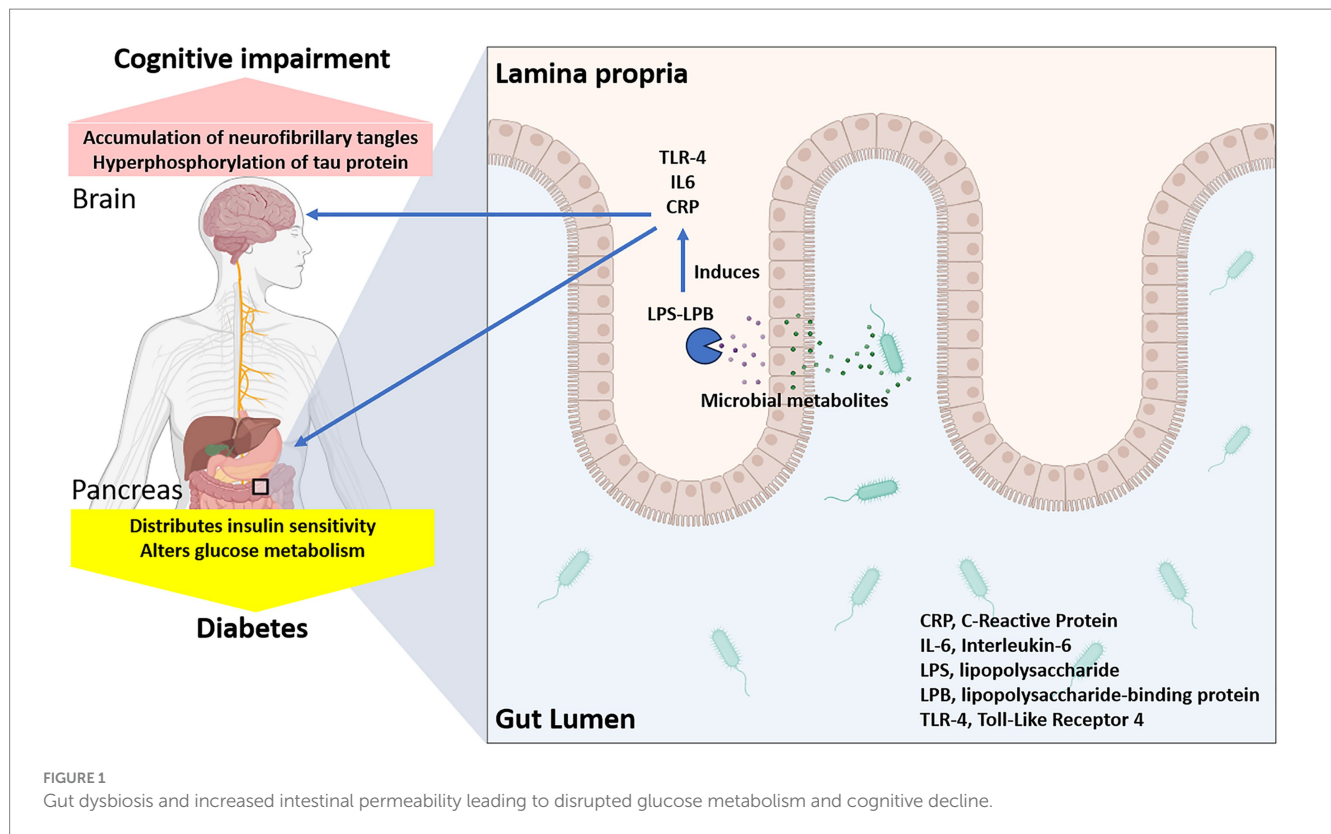 Cognitive impairment
Accumulation of neurofibrillary tangles
Hyperphosphorylation of tau protein
Brain
Pancreas
Distributes insulin sensitivity
Alters glucose metabolism
Diabetes
Lamina propria
TLR-4
IL6
CRP
Induces
LPS-LPB
Microbial metabolites
CRP, C-Reactive Protein
IL-6, Interleukin-6
LPS, lipopolysaccharide
LPB, lipopolysaccharide-binding protein
TLR-4, Toll-Like Receptor 4
Gut Lumen
FIGURE 1
Gut dysbiosis and increased intestinal permeability leading to disrupted glucose metabolism and cognitive decline.